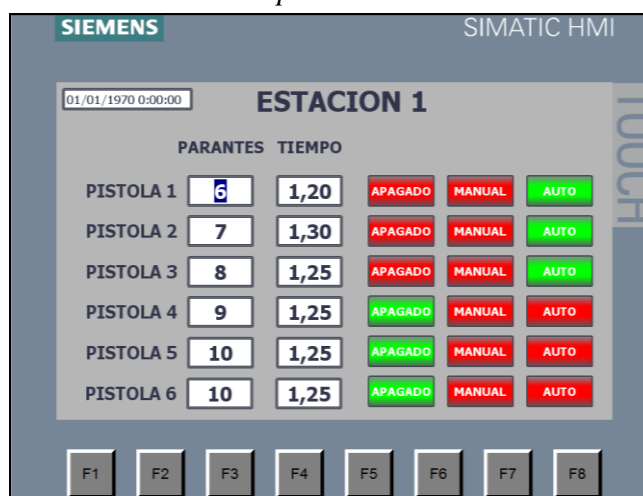 SIEMENS SIMATIC HMI
TOUCH
01/01/1970 0:00:00 ESTACION 1
PARANTES TIEMPO
PISTOLA 1 6 1,20 APAGADO MANUAL AUTO
PISTOLA 2 7 1,30 APAGADO MANUAL AUTO
PISTOLA 3 8 1,25 APAGADO MANUAL AUTO
PISTOLA 4 9 1,25 APAGADO MANUAL AUTO
PISTOLA 5 10 1,25 APAGADO MANUAL AUTO
PISTOLA 6 10 1,25 APAGADO MANUAL AUTO
F1 F2 F3 F4 F5 F6 F7 F8